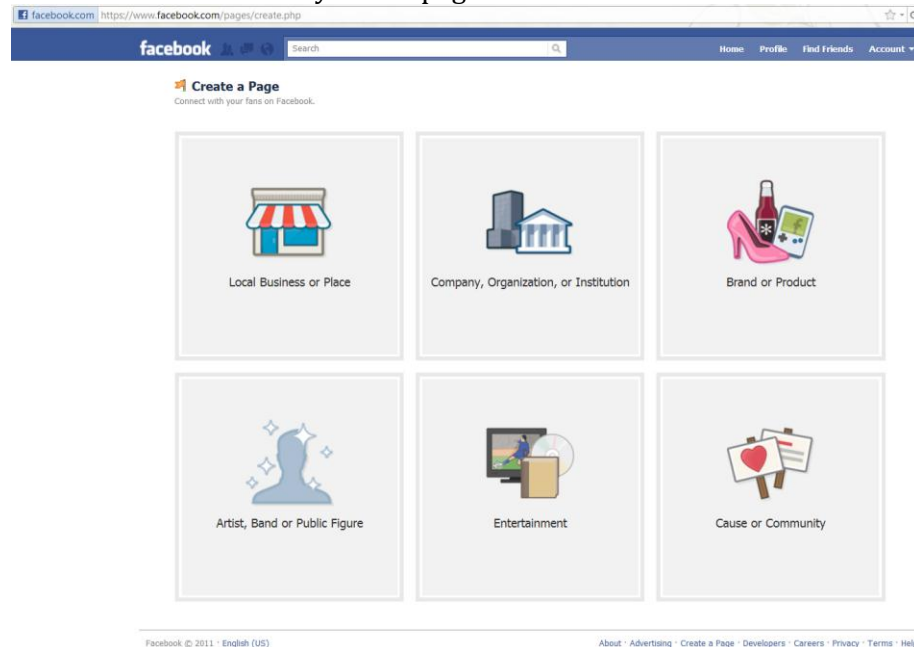 facebook.com https://www.facebook.com/pages/create.php
facebook Search Home Profile Find Friends Account
Create a Page
Connect with your fans on Facebook.
Local Business or Place
Company, Organization, or Institution
Brand or Product
Artist, Band or Public Figure
Entertainment
Cause or Community
Facebook © 2011 · English (US) About · Advertising · Create a Page · Developers · Careers · Privacy · Terms · Help